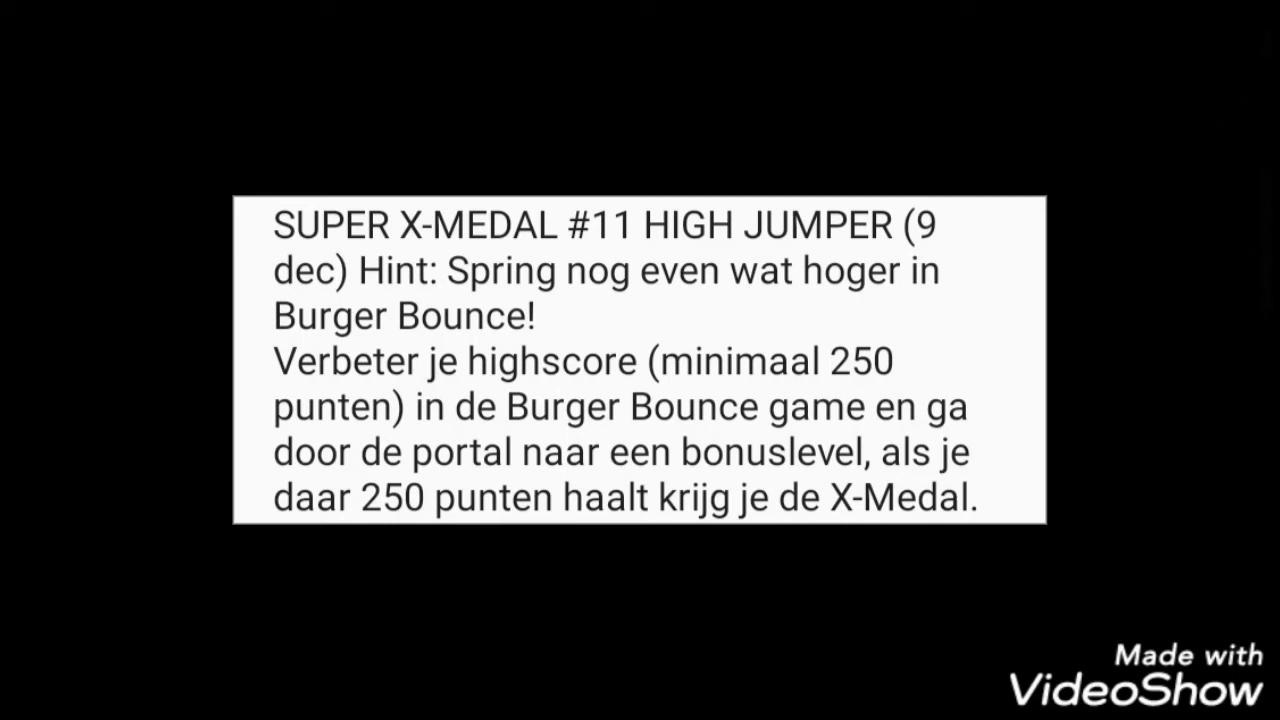 SUPER X-MEDAL #11 HIGH JUMPER (9
dec) Hint: Spring nog even wat hoger in
Burger Bounce!
Verbeter je highscore (minimaal 250
punten) in de Burger Bounce game en ga
door de portal naar een bonuslevel, als je
daar 250 punten haalt krijg je de X-Medal.
Made with
VideoShow